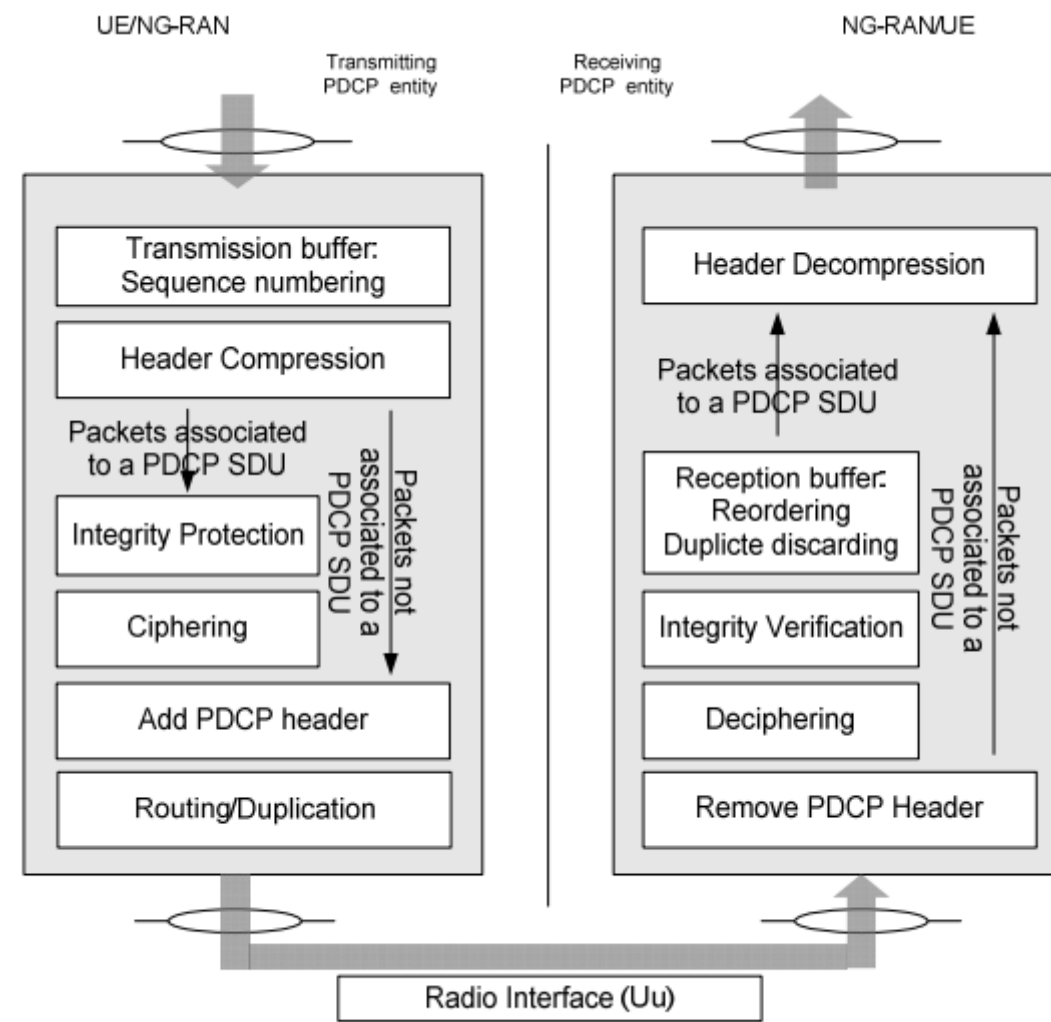 UE/NG-RAN
NG-RAN/UE
Transmitting
PDCP entity
Receiving
PDCP entity
Transmission buffer:
Sequence numbering
Header Compression
Packets associated
to a PDCP SDU
Packets not
associated to a
PDCP SDU
Integrity Protection
Ciphering
Add PDCP header
Routing/Duplication
Header Decompression
Packets associated
to a PDCP SDU
Packets not
associated to a
PDCP SDU
Reception buffer:
Reordering
Duplicte discarding
Integrity Verification
Deciphering
Remove PDCP Header
Radio Interface (Uu)